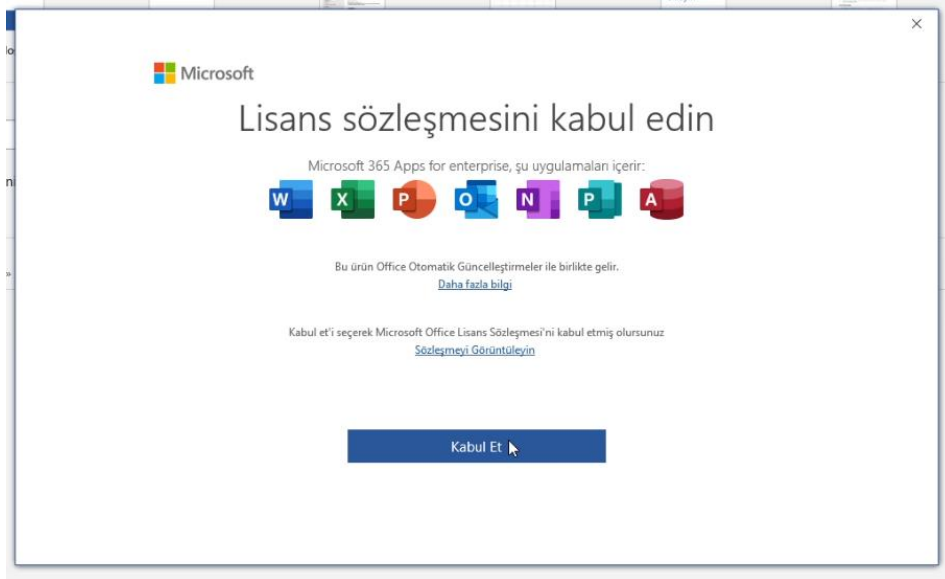 Microsoft
Lisans sözleşmesini kabul edin
Microsoft 365 Apps for enterprise, şu uygulamaları içerir:
W X P O N P A
Bu ürün Office Otomatik Güncelleştirmeler ile birlikte gelir.
Daha fazla bilgi
Kabul et'i seçerek Microsoft Office Lisans Sözleşmesi'ni kabul etmiş olursunuz
Sözleşmeyi Görüntüleyin
Kabul Et